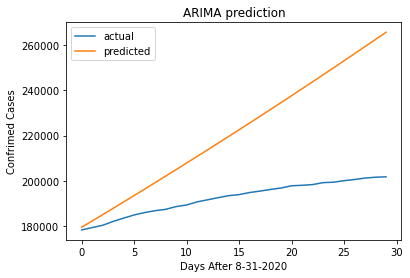 ARIMA prediction
actual
predicted
260000
240000
220000
200000
180000
Confrimed Cases
0
5
10
15
20
25
30
Days After 8-31-2020